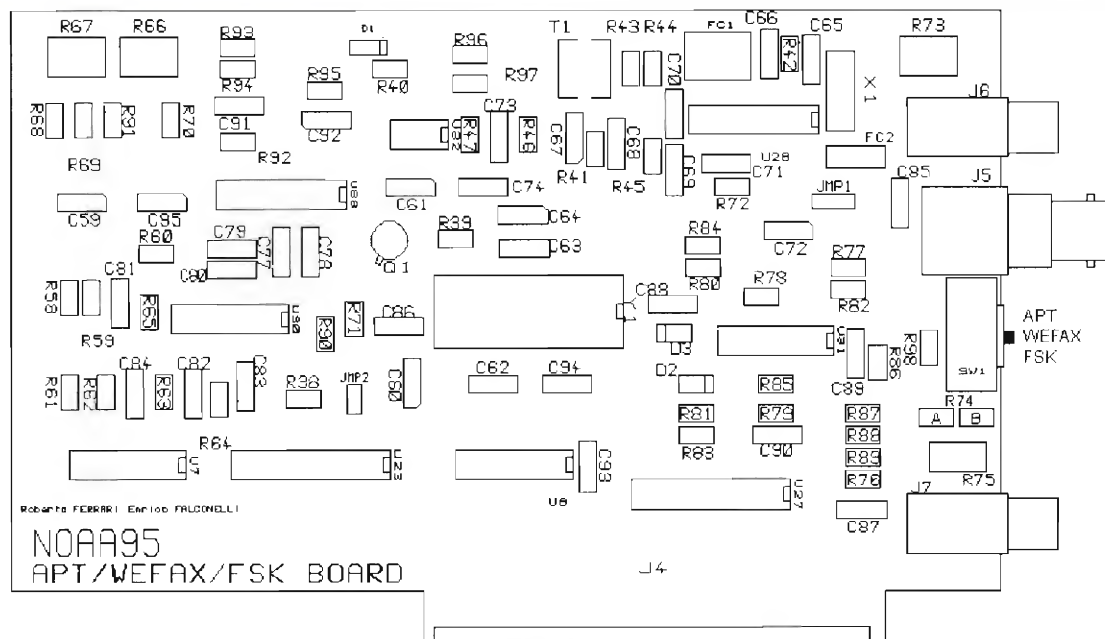 R67 R66 R93 D1 R96 T1 R43 R44 FC1 C66 C65 R73
R42
R94 R95 R40 R97 C70 X1 J6
R68 R91 R70 C91 C92 C73 R47 R46 C67 C68
R69 R92 R41 R45 C69 U28 C71 FC2
C59 C95 C61 C74 R72 JMP1 C85 J5
C64
R60 C79 C77 C78 Q1 R39 C63 R84 C72
C81 C80 R77
R58 R80 R78 R82
R59 R65 U30 R90 R71 C86 C88 APT
D3 U31 R98 WEFAX
C89 R86 FSK
C84 C82 C83 C62 C94 D2 SW1
R61 R62 R63 R38 JMP2 C60 R85 R74
R81 R79 R87 A B
R64 R83 C90 R88
R89
U7 U23 C93 R76 R75
U8 U27 J7
C87
Roberto FERRARI Enrico FALCONELLI
NOAA95
APT/WEFAX/FSK BOARD
J4